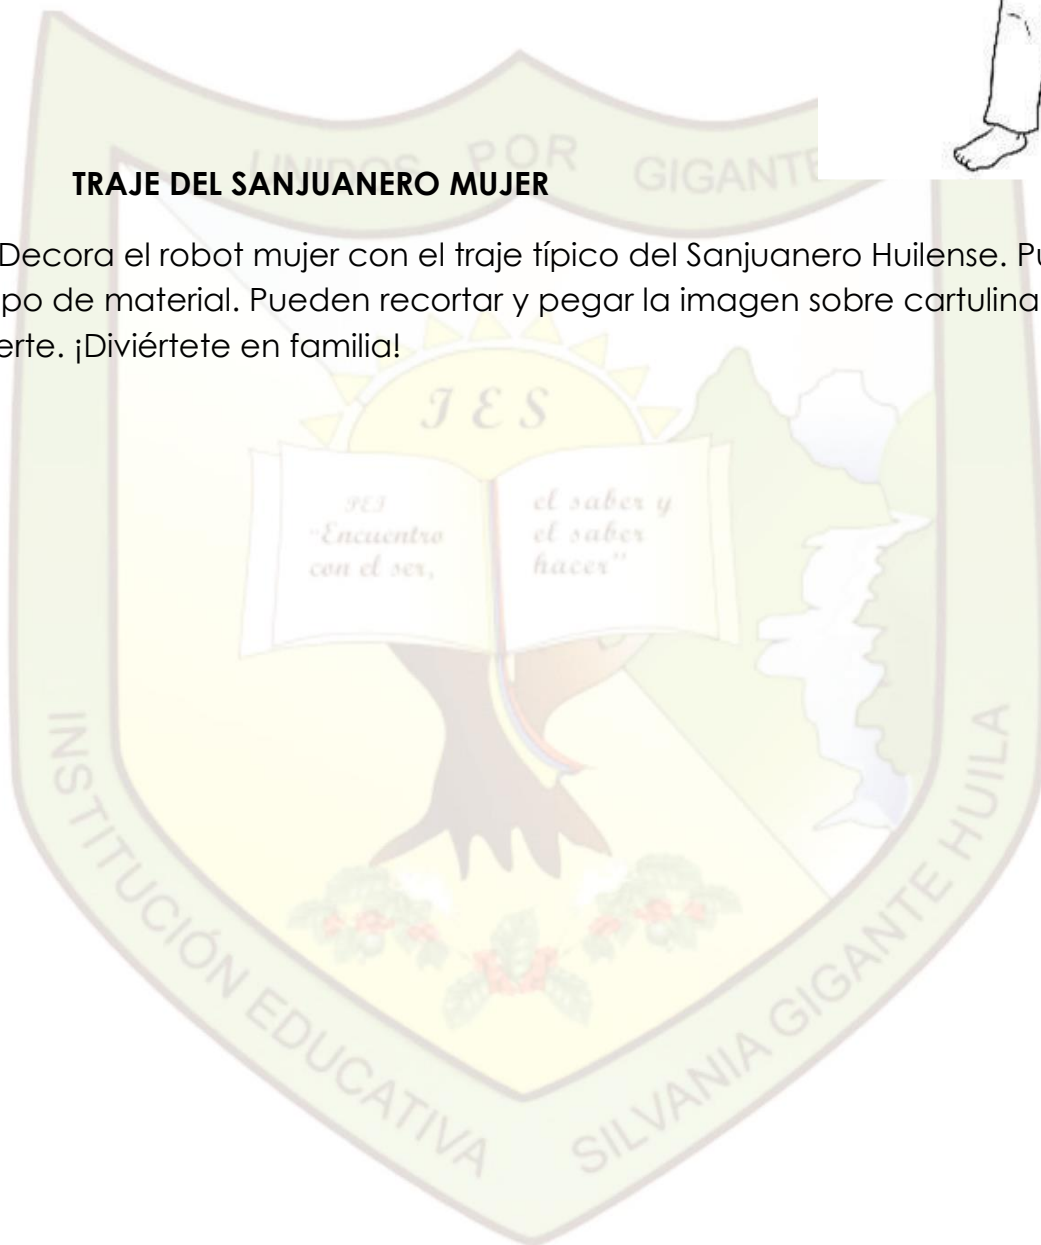 UNIDOS POR GIGANTE
TRAJE DEL SANJUANERO MUJER
Decora el robot mujer con el traje típico del Sanjuanero Huilense. Pu
po de material. Pueden recortar y pegar la imagen sobre cartulina
erte. ¡Diviértete en familia!
I E S
PEI
"Encuentro
con el ser,
el saber y
el saber
hacer"
INSTITUCIÓN EDUCATIVA SILVANIA GIGANTE HUILA